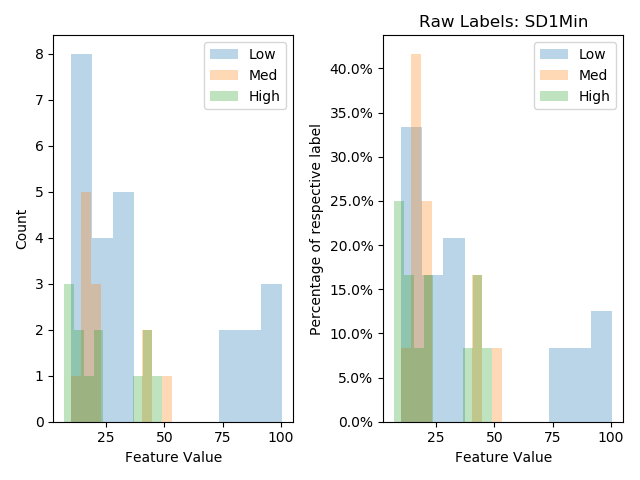 Raw Labels: SD1Min
8
7
6
5
4
3
2
1
0
Count
25
50
75
100
Feature Value
Low
Med
High
40.0%
35.0%
30.0%
25.0%
20.0%
15.0%
10.0%
5.0%
0.0%
Percentage of respective label
25
50
75
100
Feature Value
Low
Med
High